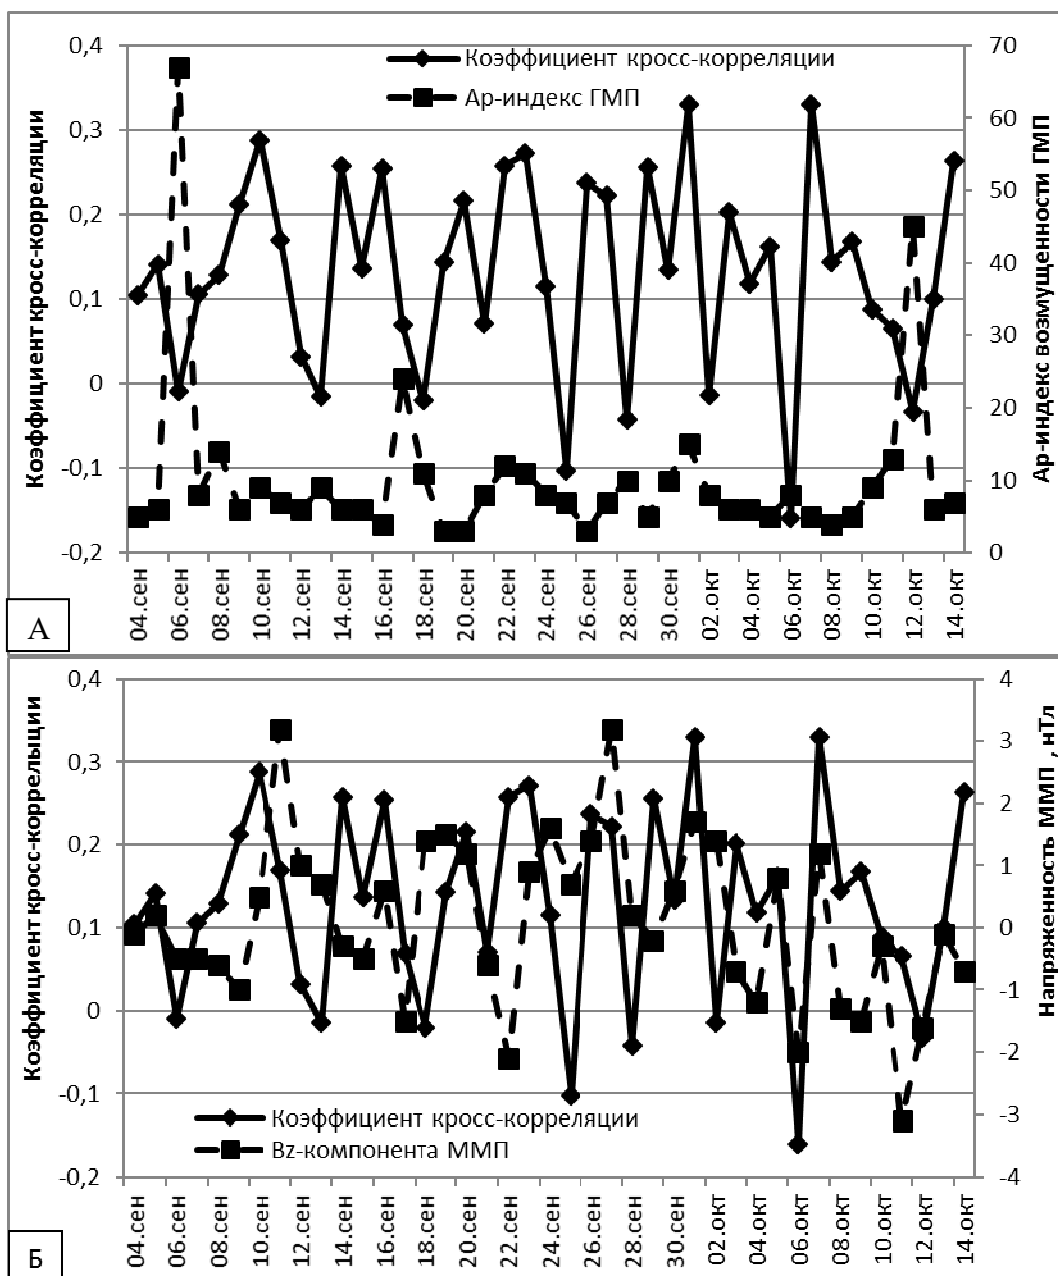 0,4
0,3
0,2
0,1
0
-0,1
-0,2
Коэффициент кросс-корреляции
Коэффициент кросс-корреляции
Ар-индекс ГМП
70
60
50
40
30
20
10
0
Ар-индекс возмущенности ГМП
04.сен
06.сен
08.сен
10.сен
12.сен
14.сен
16.сен
18.сен
20.сен
22.сен
24.сен
26.сен
28.сен
30.сен
02.окт
04.окт
06.окт
08.окт
10.окт
12.окт
14.окт
А
0,4
0,3
0,2
0,1
0
-0,1
-0,2
Коэффициент кросс-коррелыции
Коэффициент кросс-корреляции
Bz-компонента ММП
4
3
2
1
0
-1
-2
-3
-4
Напряженность ММП , нТл
04.сен
06.сен
08.сен
10.сен
12.сен
14.сен
16.сен
18.сен
20.сен
22.сен
24.сен
26.сен
28.сен
30.сен
02.окт
04.окт
06.окт
08.окт
10.окт
12.окт
14.окт
Б